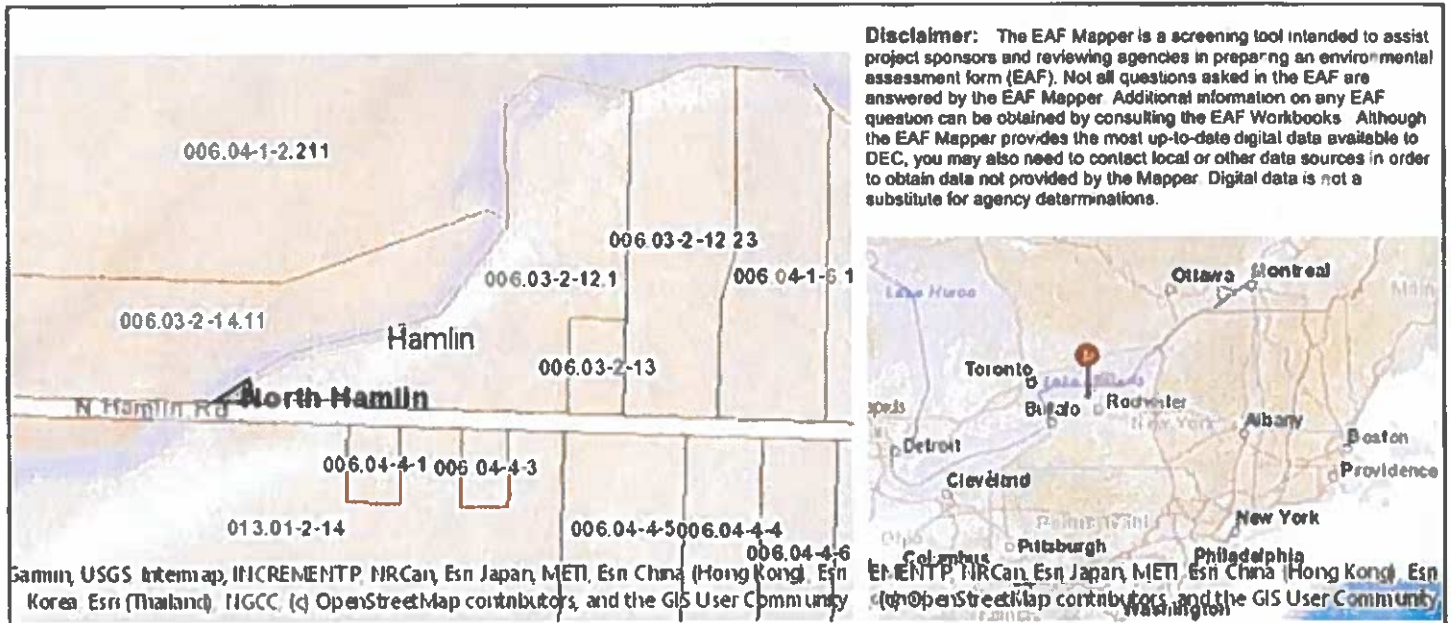 Disclaimer: The EAF Mapper is a screening tool intended to assist
project sponsors and reviewing agencies in preparing an environmental
assessment form (EAF). Not all questions asked in the EAF are
answered by the EAF Mapper. Additional information on any EAF
question can be obtained by consulting the EAF Workbooks. Although
the EAF Mapper provides the most up-to-date digital data available to
DEC, you may also need to contact local or other data sources in order
to obtain data not provided by the Mapper. Digital data is not a
substitute for agency determinations.
006.04-1-2.211
006.03-2-12.23
006.03-2-12.1
006.04-1-6.1
006.03-2-14.11
Hamlin
006.03-2-13
North Hamlin
N Hamlin Rd
006.04-4-1
006.04-4-3
013.01-2-14
006.04-4-5
006.04-4-4
006.04-4-6
Garmin, USGS, Intermap, INCREMENT P, NRCan, Esri Japan, METI, Esri China (Hong Kong), Esri
Korea, Esri (Thailand), NGCC, (c) OpenStreetMap contributors, and the GIS User Community
Ottawa
Montreal
Lake Huron
Toronto
Buffalo
Rochester
New York
Albany
Detroit
Boston
Providence
Cleveland
New York
Pittsburgh
Philadelphia
Columbus
EMENT P, NRCan, Esri Japan, METI, Esri China (Hong Kong), Esri
OpenStreetMap contributors, and the GIS User Community
Washington